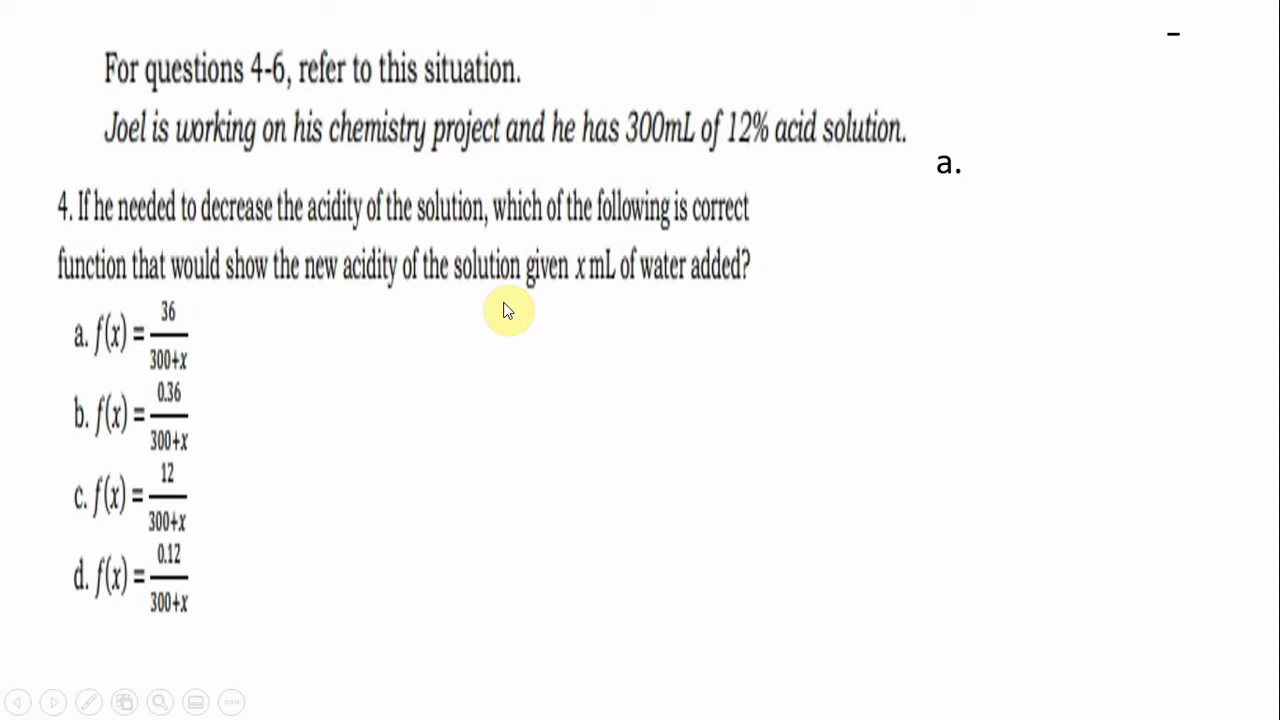 For questions 4-6, refer to this situation.
Joel is working on his chemistry project and he has 300mL of 12% acid solution.
a.
4. If he needed to decrease the acidity of the solution, which of the following is correct
function that would show the new acidity of the solution given x mL of water added?
a. f(x) = 36/300+x
b. f(x) = 0.36/300+x
c. f(x) = 12/300+x
d. f(x) = 0.12/300+x